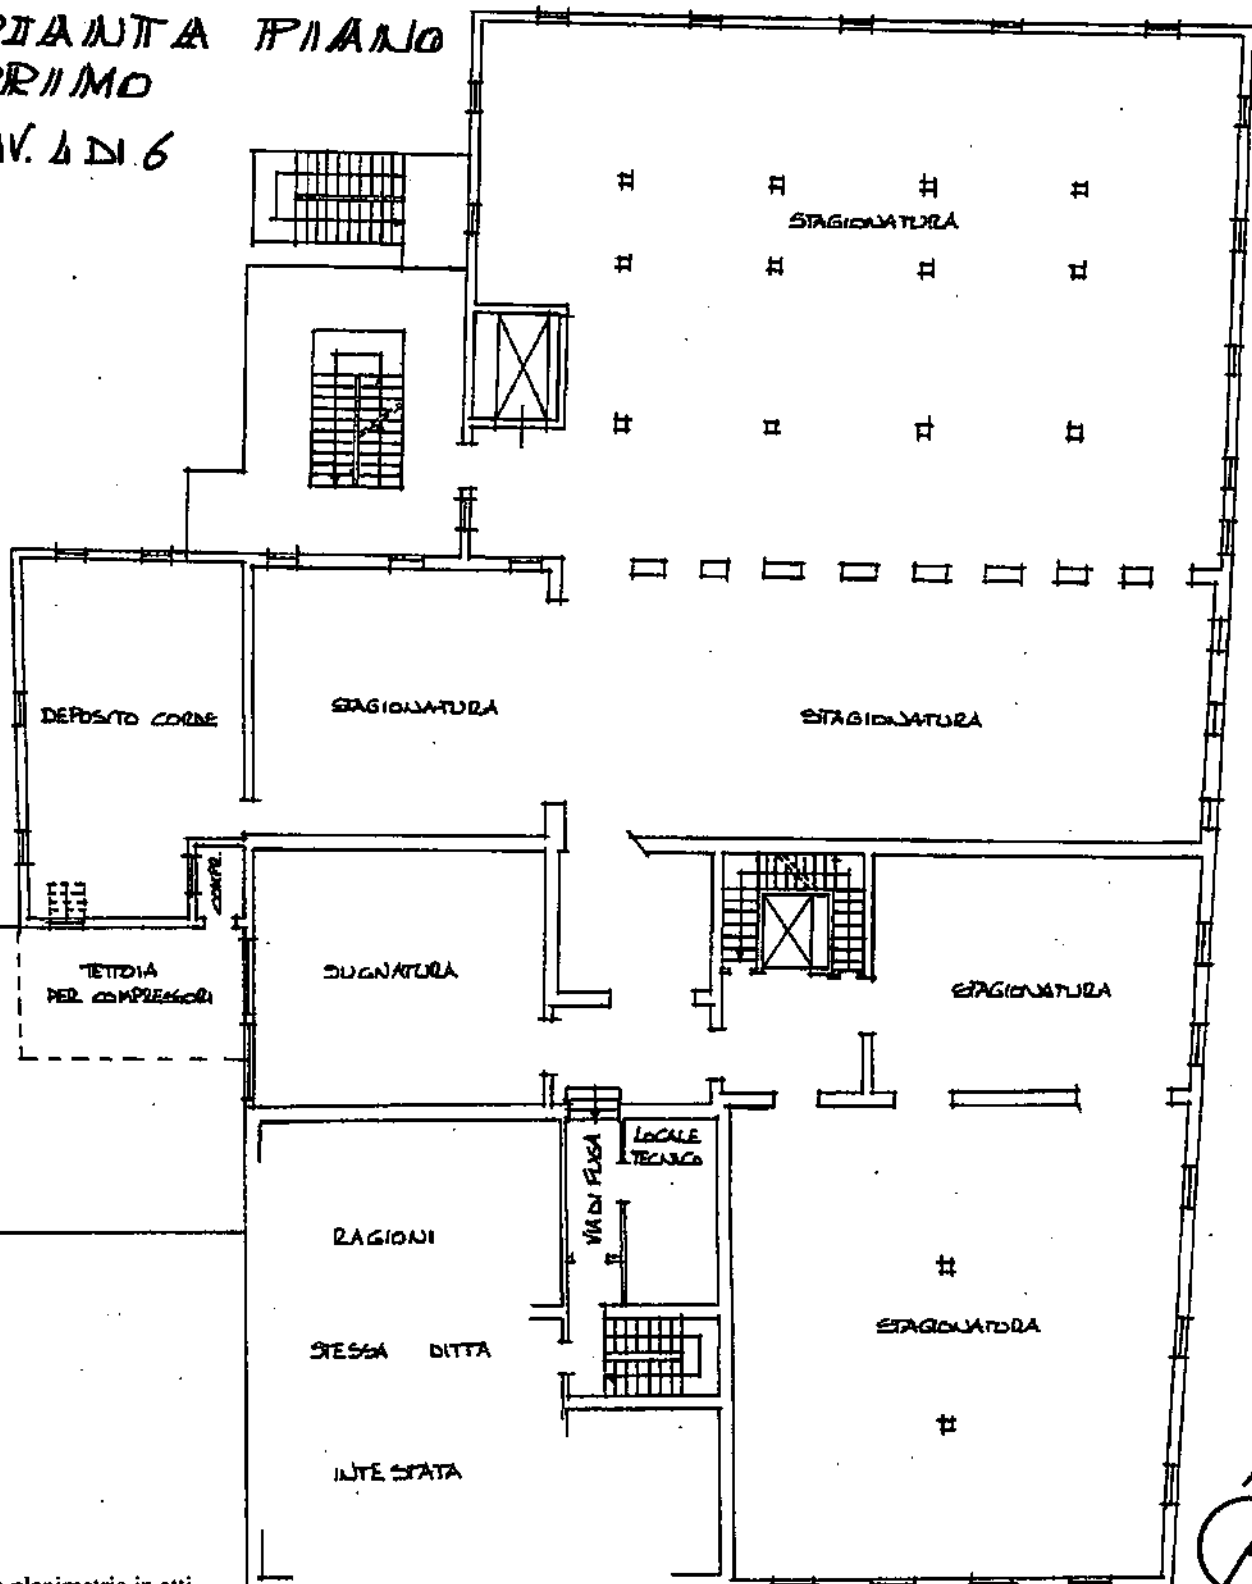 PIANTA PIANO
PRIMO
AV. 4 DI 6
STAGIONATURA
DEPOSITO CORDE
STAGIONATURA
STAGIONATURA
COMPR.
TETTOIA
PER COMPRESSORI
SUGNATURA
STAGIONATURA
VIA DI FUGA
LOCALE
TECNICO
RAGIONI
STESSA DITTA
STAGIONATURA
INTESTATA
planimetria in atti